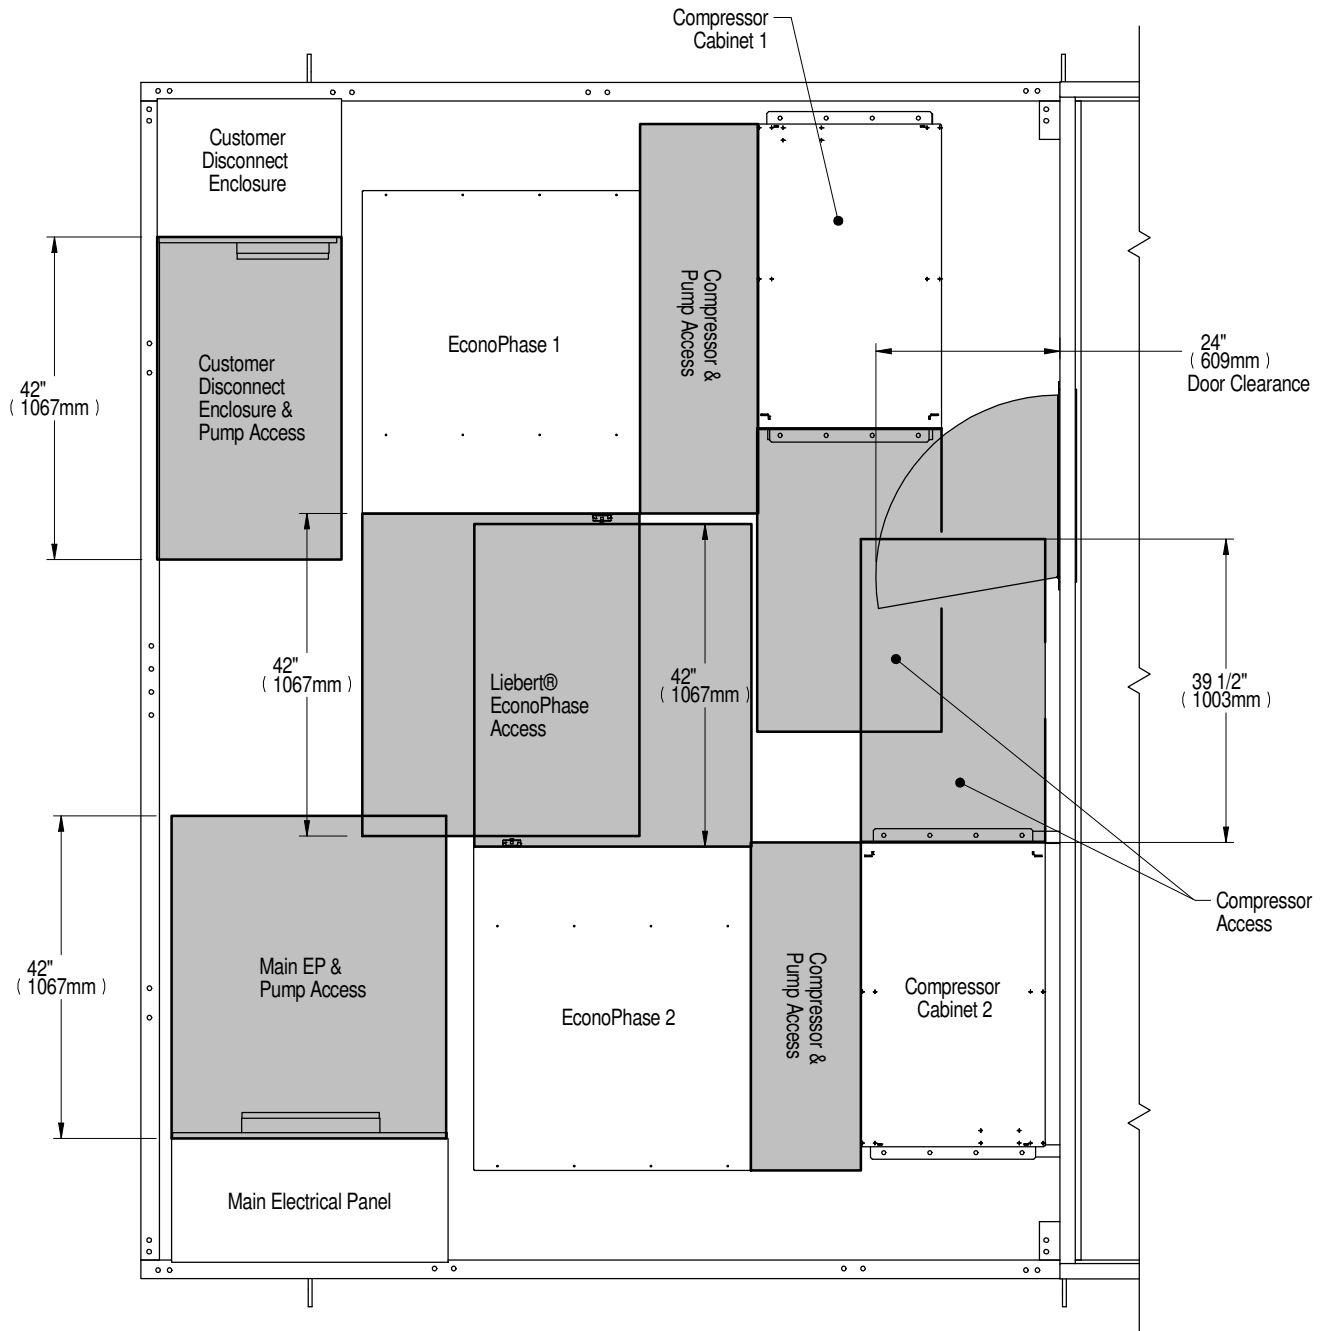 Compressor
Cabinet 1
Customer
Disconnect
Enclosure
Compressor &
Pump Access
EconoPhase 1
24"
( 609mm )
Door Clearance
Customer
Disconnect
Enclosure &
Pump Access
42"
( 1067mm )
42"
( 1067mm )
Liebert®
EconoPhase
Access
42"
( 1067mm )
39 1/2"
( 1003mm )
Compressor
Access
42"
( 1067mm )
Main EP &
Pump Access
EconoPhase 2
Compressor &
Pump Access
Compressor
Cabinet 2
Main Electrical Panel